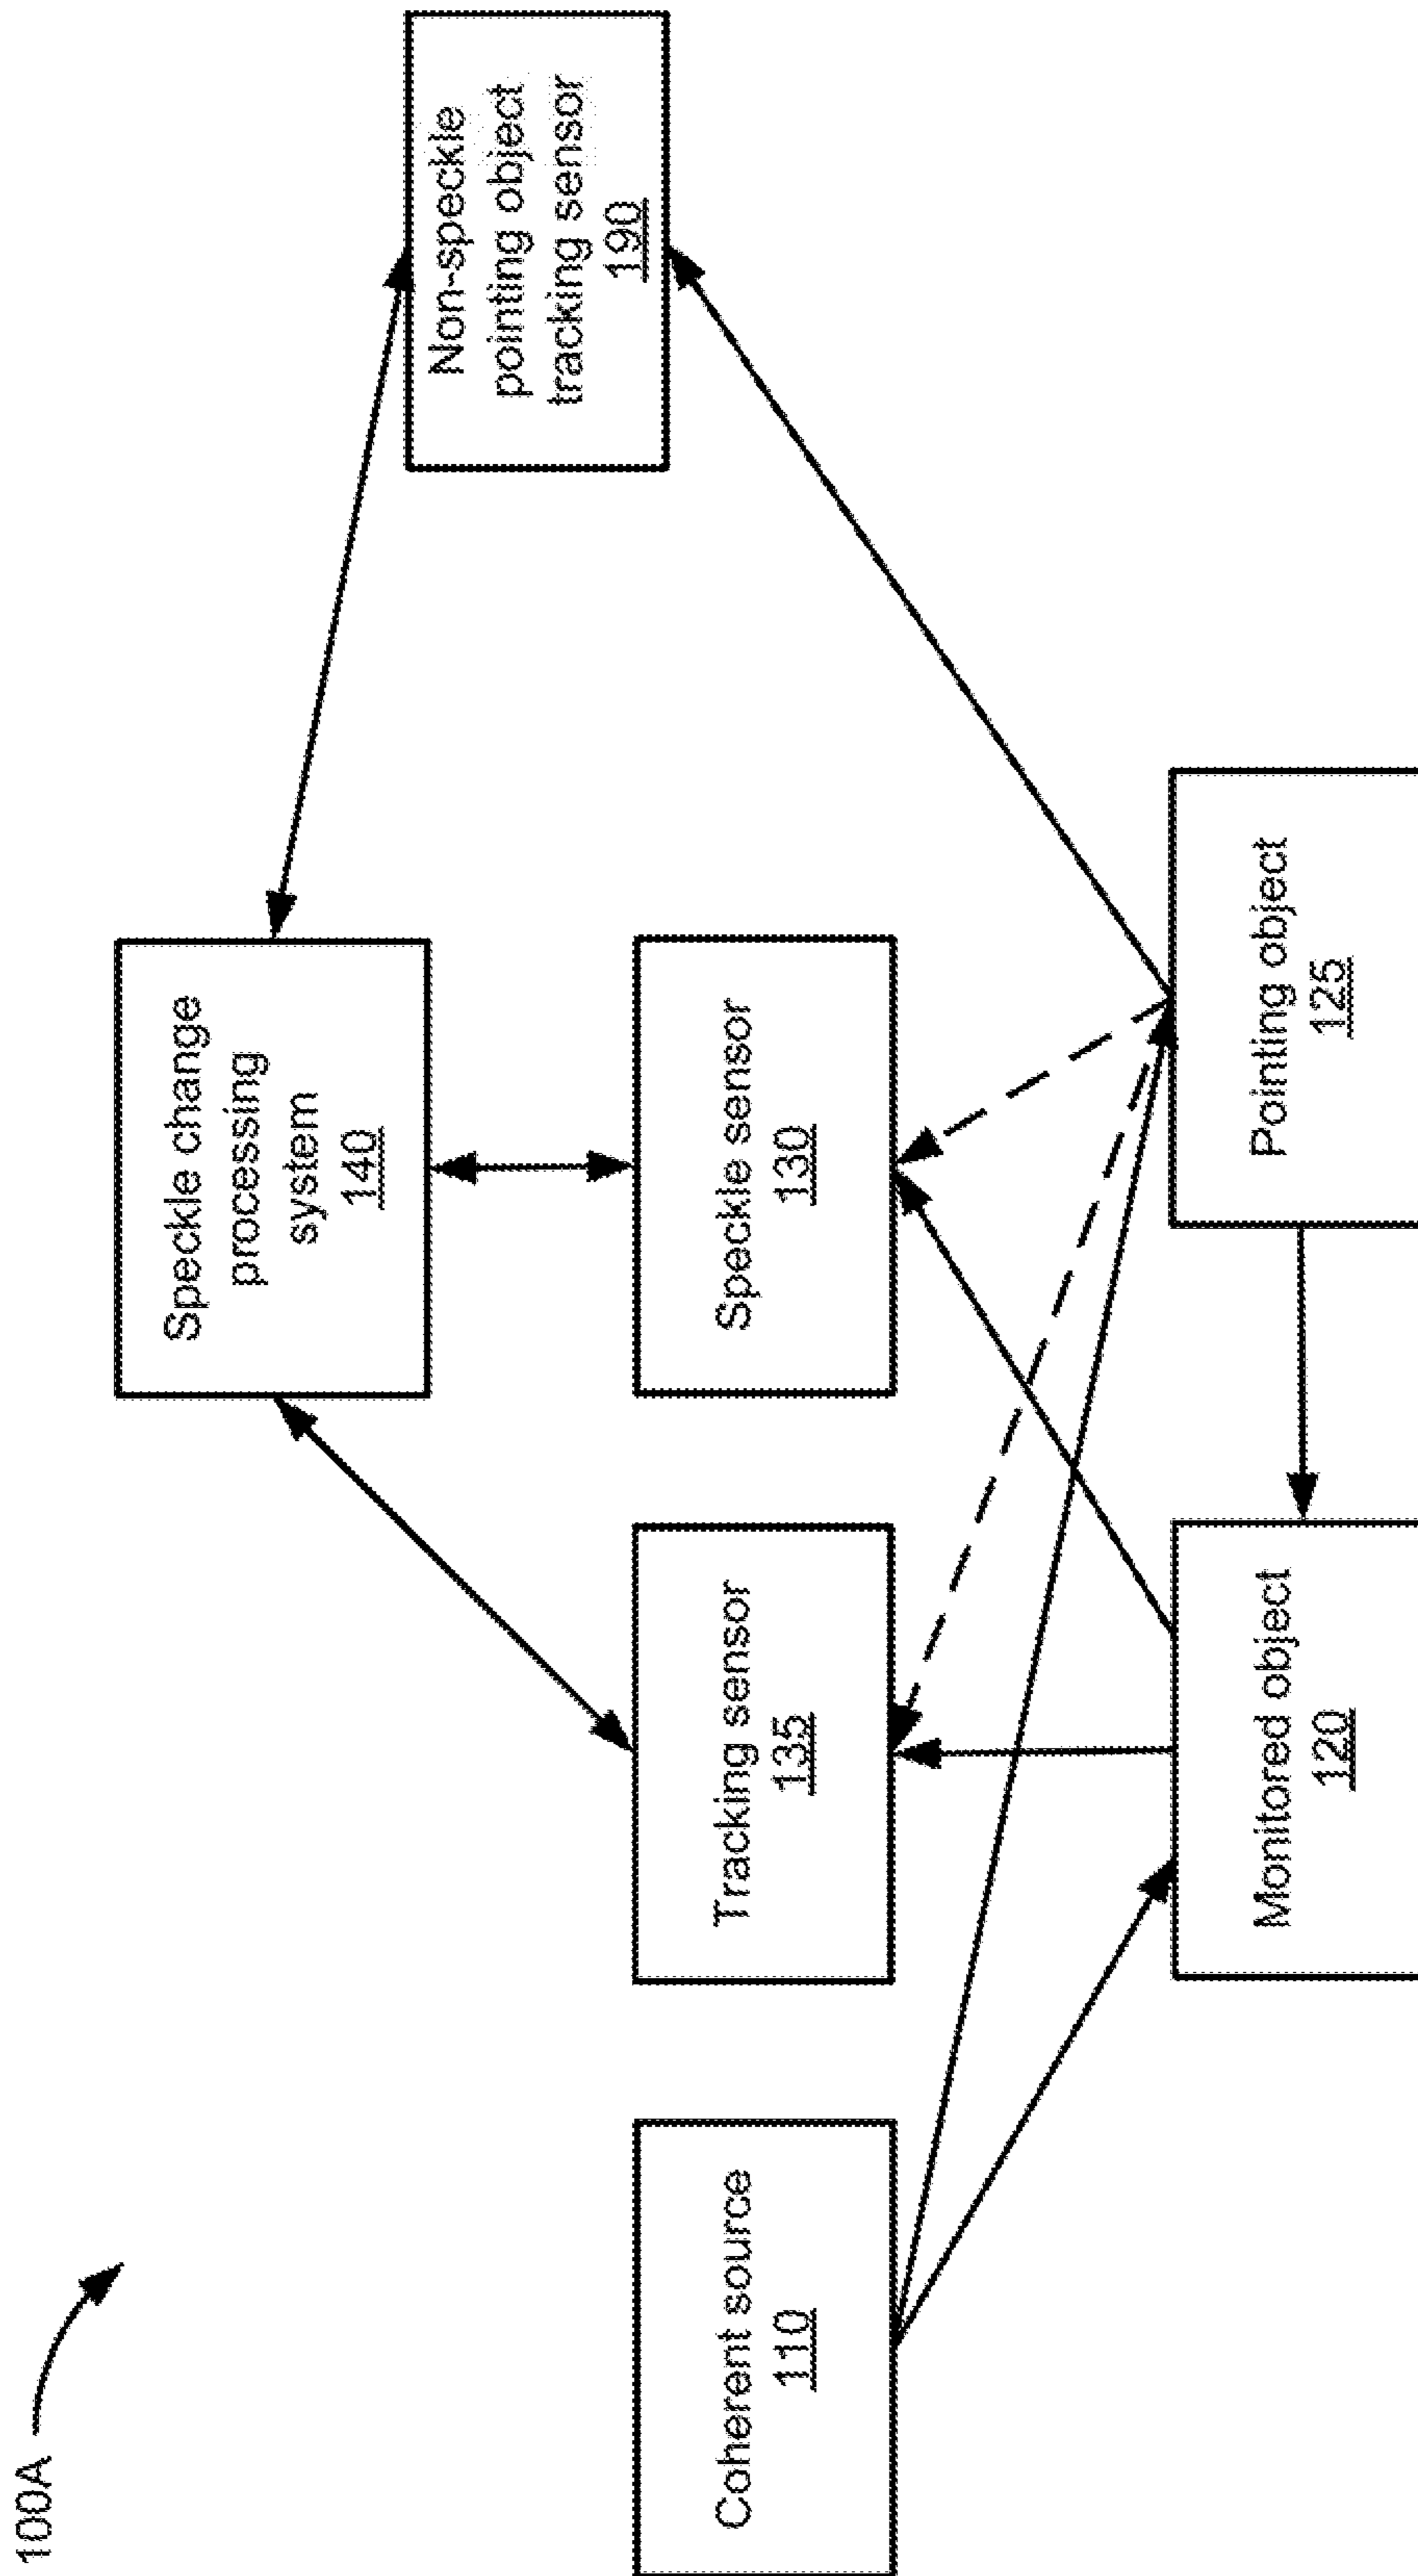 100A
Speckle change
processing
system
140
Non-speckle
pointing object
tracking sensor
190
Coherent source
110
Tracking sensor
135
Speckle sensor
130
Monitored object
120
Pointing object
125